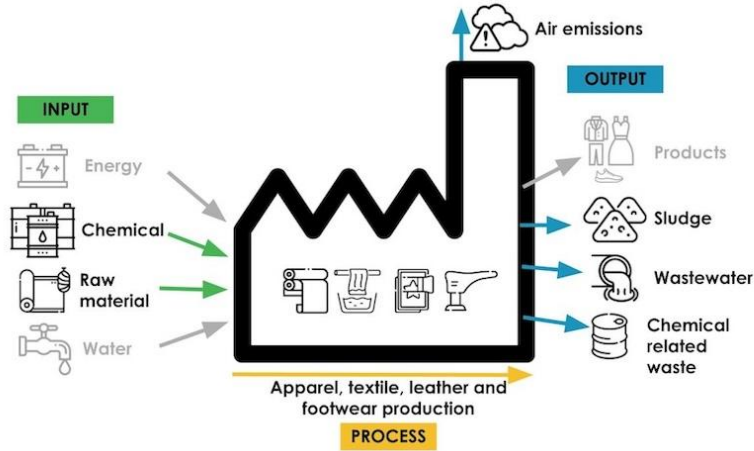 Air emissions
INPUT
OUTPUT
Energy
Products
Chemical
Sludge
Raw
material
Wastewater
Water
Chemical
related
waste
Apparel, textile, leather and
footwear production
PROCESS